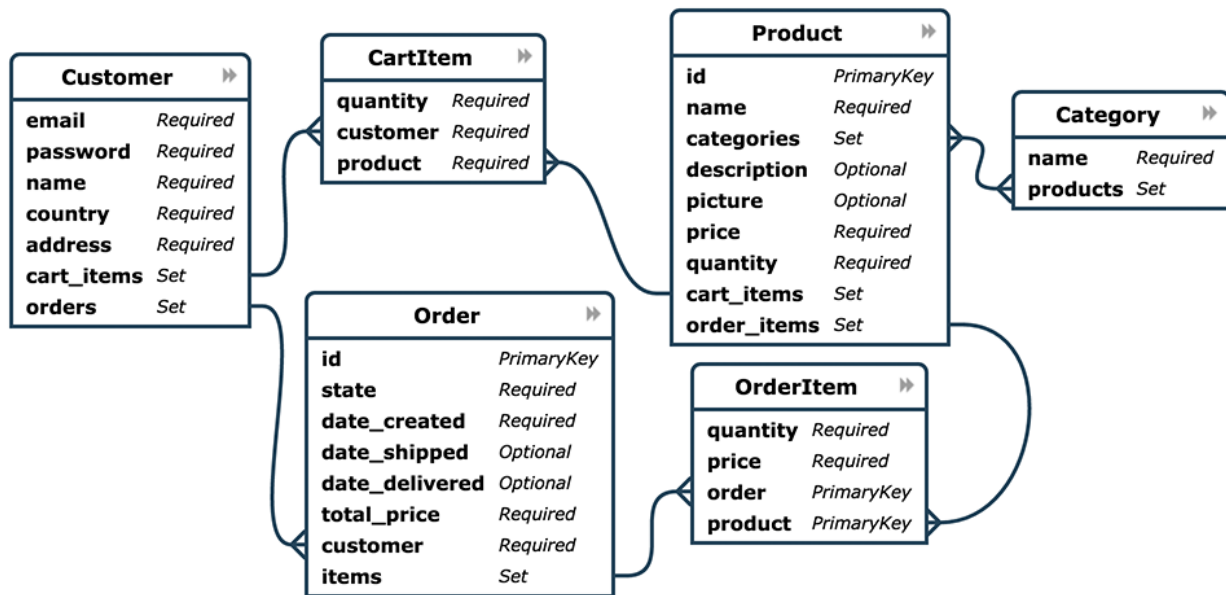 Customer
email Required
password Required
name Required
country Required
address Required
cart_items Set
orders Set
CartItem
quantity Required
customer Required
product Required
Product
id PrimaryKey
name Required
categories Set
description Optional
picture Optional
price Required
quantity Required
cart_items Set
order_items Set
Category
name Required
products Set
Order
id PrimaryKey
state Required
date_created Required
date_shipped Optional
date_delivered Optional
total_price Required
customer Required
items Set
OrderItem
quantity Required
price Required
order PrimaryKey
product PrimaryKey